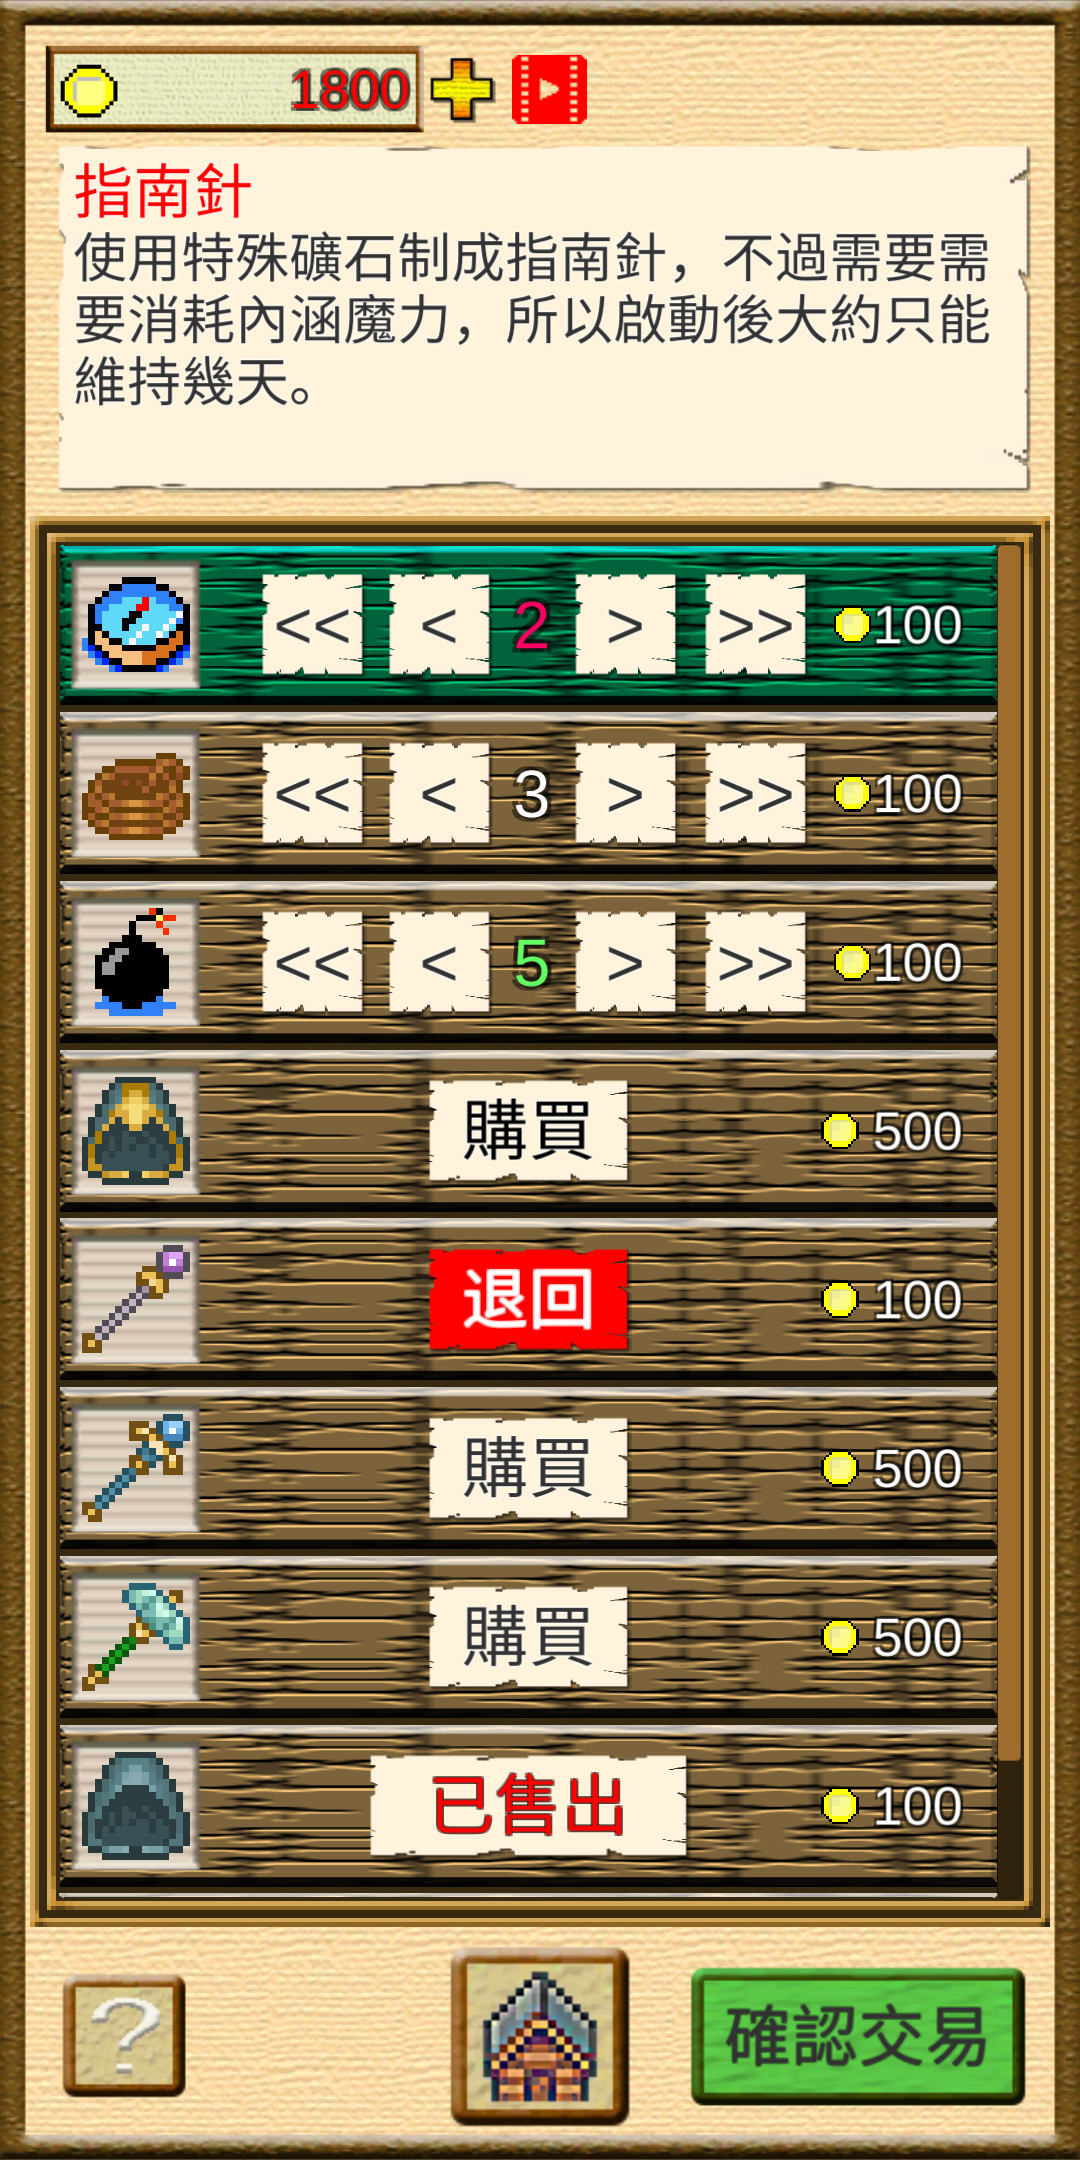 1800
指南針
使用特殊礦石制成指南針，不過需要需
要消耗內涵魔力，所以啟動後大約只能
維持幾天。
<< < 2 > >> 100
<< < 3 > >> 100
<< < 5 > >> 100
購買 500
退回 100
購買 500
購買 500
已售出 100
? 確認交易